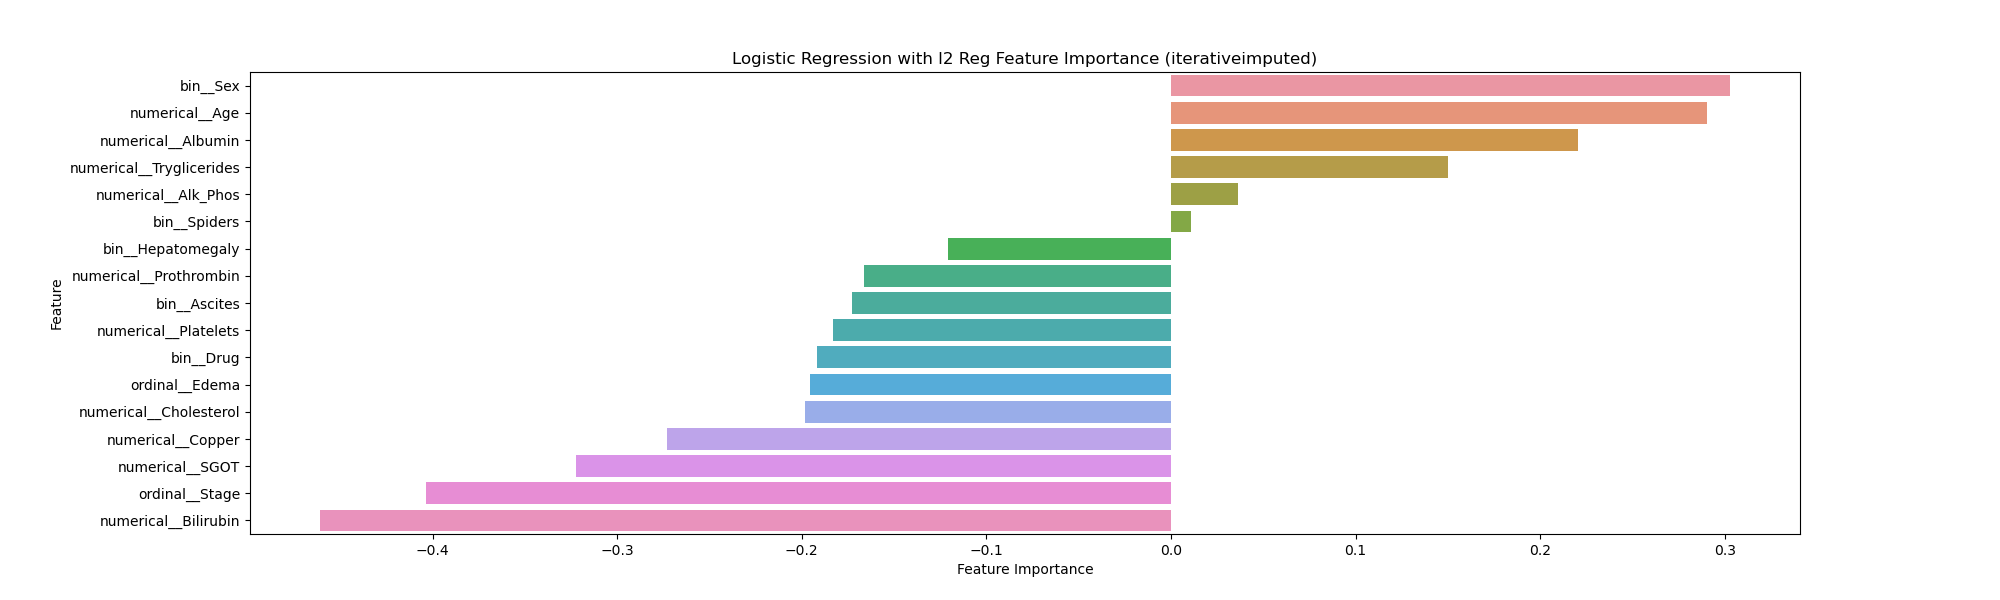 Logistic Regression with l2 Reg Feature Importance (iterativeimputed)
bin__Sex
numerical__Age
numerical__Albumin
numerical__Tryglicerides
numerical__Alk_Phos
bin__Spiders
bin__Hepatomegaly
numerical__Prothrombin
bin__Ascites
numerical__Platelets
bin__Drug
ordinal__Edema
numerical__Cholesterol
numerical__Copper
numerical__SGOT
ordinal__Stage
numerical__Bilirubin
Feature
−0.4 −0.3 −0.2 −0.1 0.0 0.1 0.2 0.3
Feature Importance